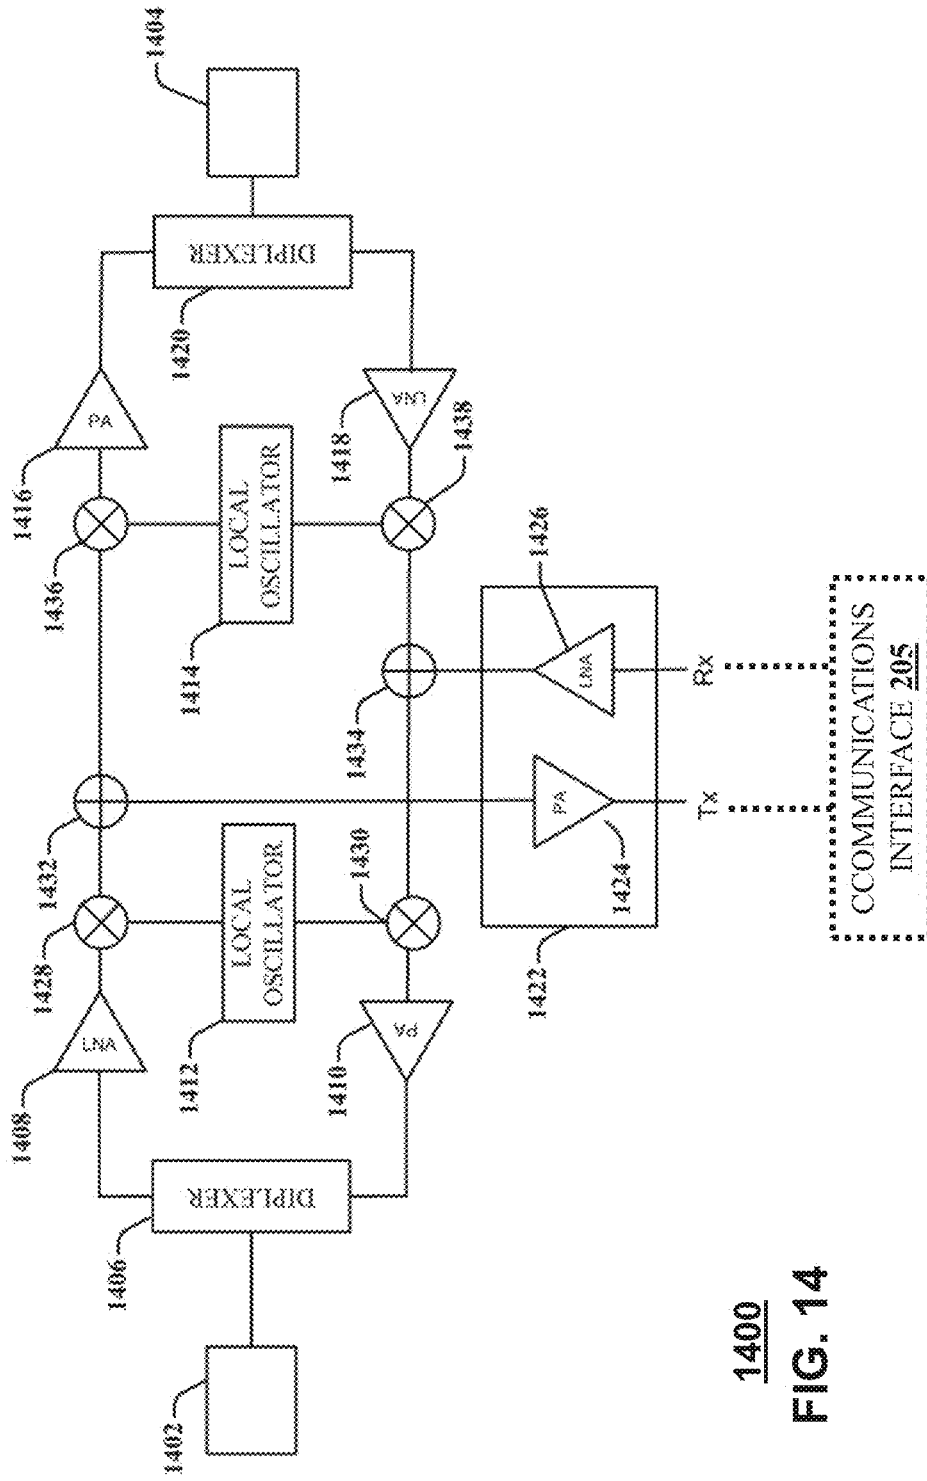 1404
1416
PA
1420
DIPLEXER
1436
1414
LOCAL
OSCILLATOR
1418
LNA
1438
1432
1434
1426
LNA
Rx
1428
1412
LOCAL
OSCILLATOR
1430
PA
1424
Tx
1422
CCOMMUNICATIONS
INTERFACE 205
1408
LNA
1410
PA
1406
DIPLEXER
1402
1400
FIG. 14